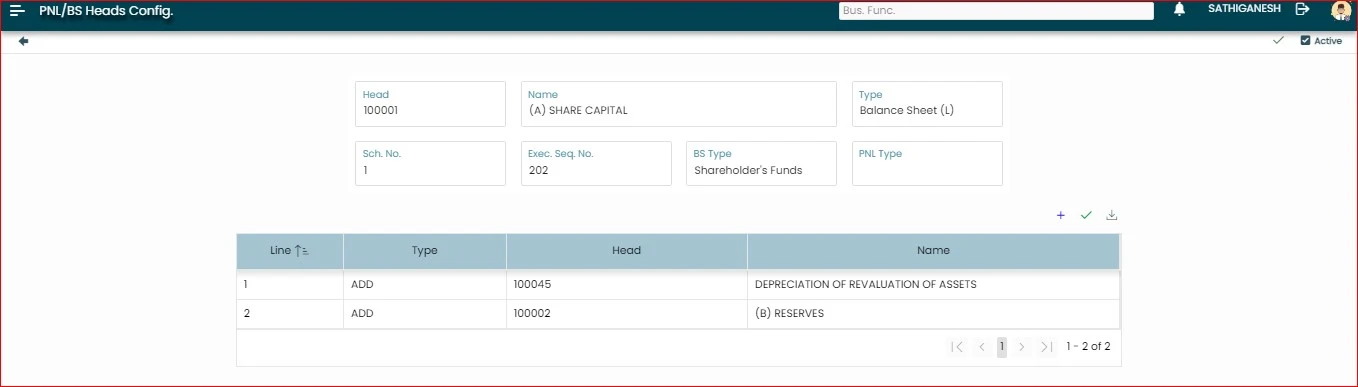 PNL/BS Heads Config. Bus. Func. SATHIGANESH
Active
Head Name Type
100001 (A) SHARE CAPITAL Balance Sheet (L)
Sch. No. Exec. Seq. No. BS Type PNL Type
1 202 Shareholder's Funds
Line Type Head Name
1 ADD 100045 DEPRECIATION OF REVALUATION OF ASSETS
2 ADD 100002 (B) RESERVES
1 1 - 2 of 2